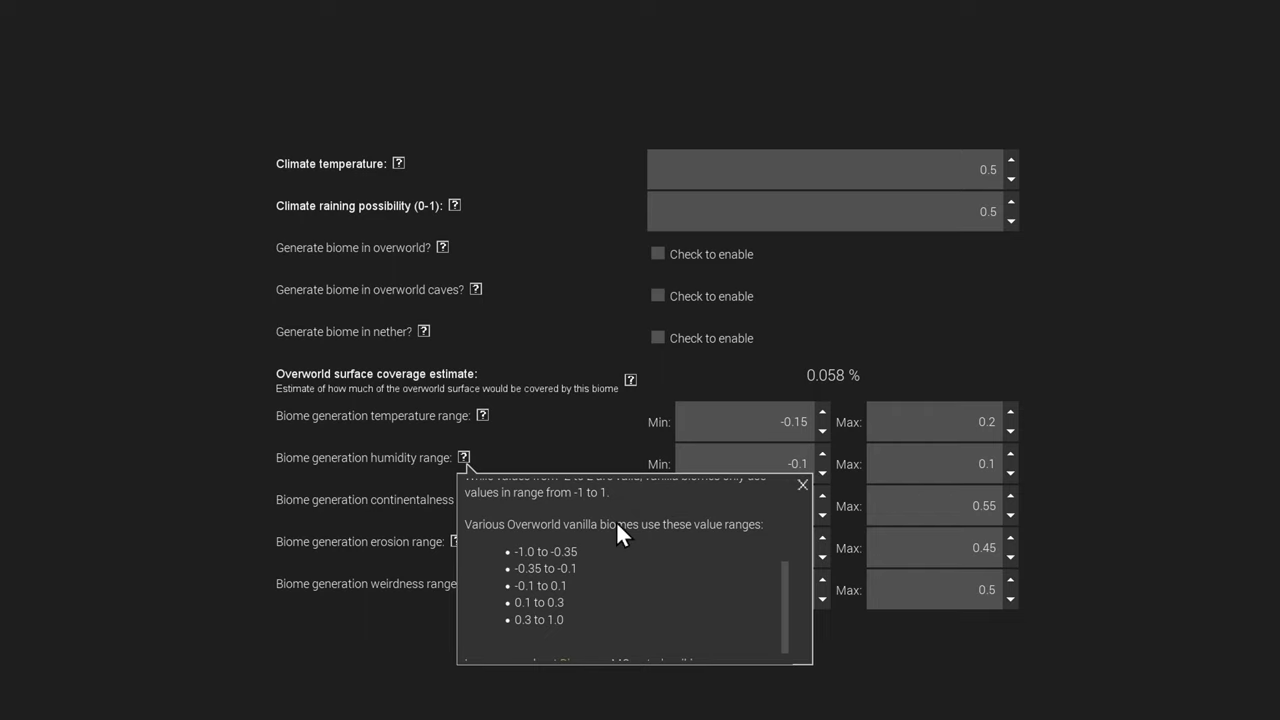 Climate temperature: ?
0.5
Climate raining possibility (0-1): ?
0.5
Generate biome in overworld? ?
Check to enable
Generate biome in overworld caves? ?
Check to enable
Generate biome in nether? ?
Check to enable
Overworld surface coverage estimate:
Estimate of how much of the overworld surface would be covered by this biome ?
0.058 %
Biome generation temperature range: ?
Min: -0.15 Max: 0.2
Biome generation humidity range: ?
Min: -0.1 Max: 0.1
values in range from -1 to 1.
Various Overworld vanilla biomes use these value ranges:
• -1.0 to -0.35
• -0.35 to -0.1
• -0.1 to 0.1
• 0.1 to 0.3
• 0.3 to 1.0
Biome generation continentalness
Max: 0.55
Biome generation erosion range:
Max: 0.45
Biome generation weirdness range
Max: 0.5